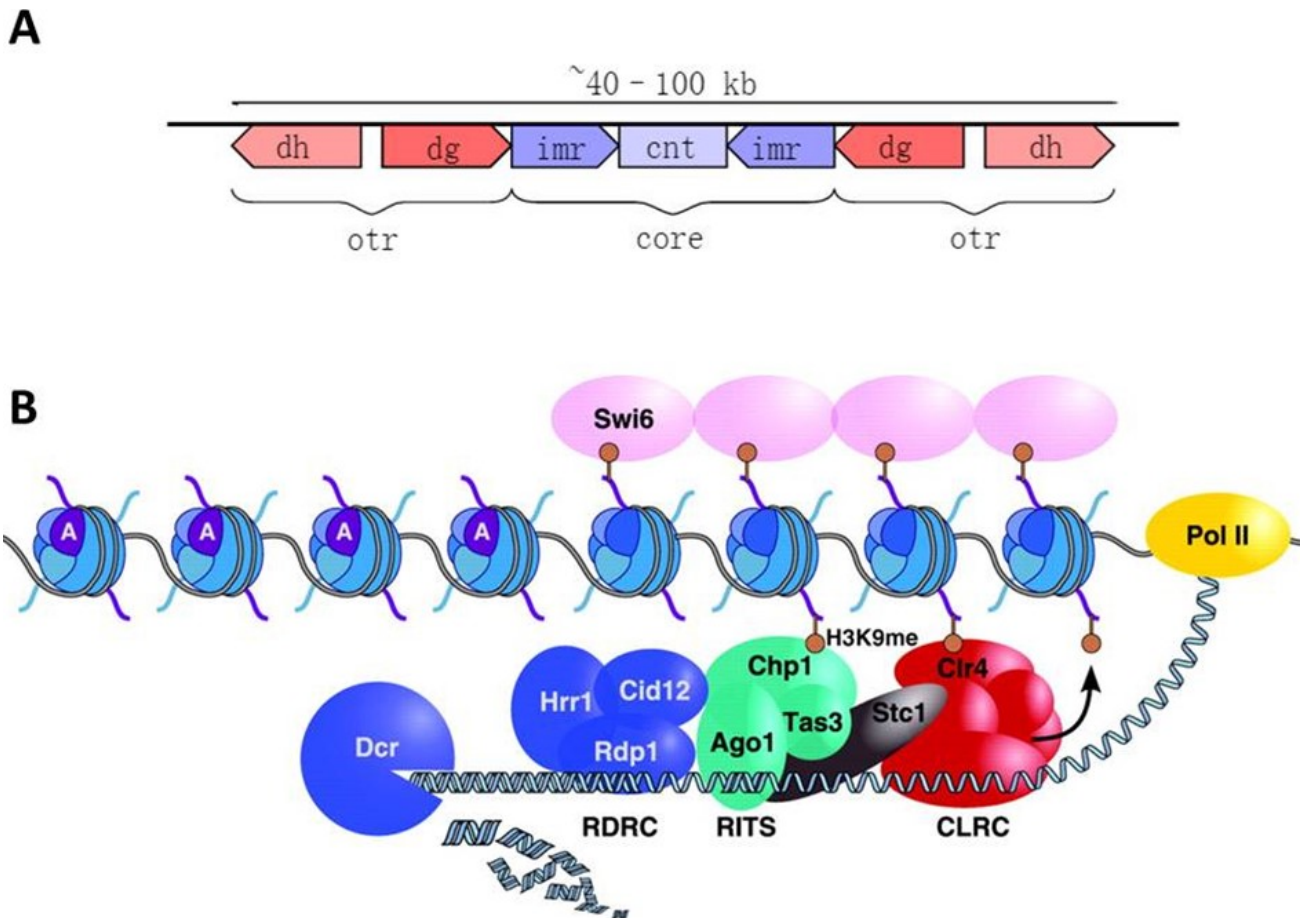 A
~40 - 100 kb
dh dg imr cnt imr dg dh
otr core otr
B
Swi6
A A A A
Pol II
H3K9me
Chp1 Clr4
Hrr1 Cid12
Tas3 Stc1
Dcr Rdp1 Ago1
RDRC RITS CLRC